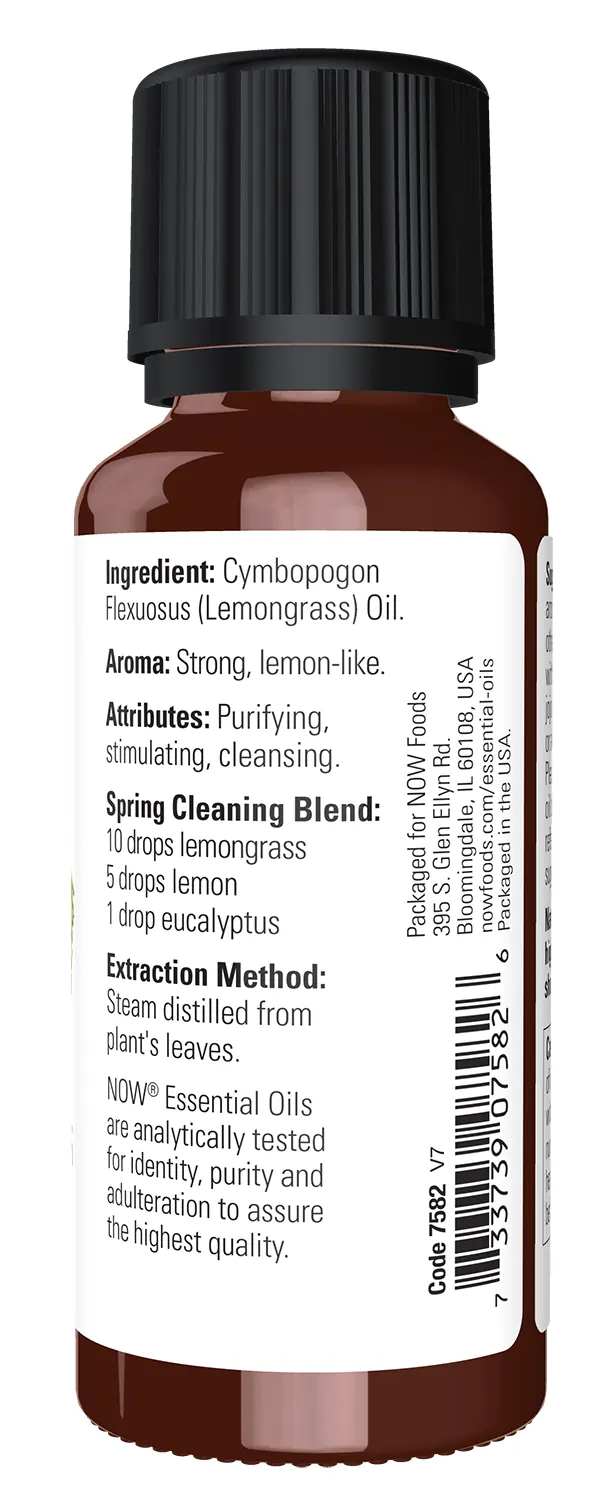 Ingredient: Cymbopogon
Flexuosus (Lemongrass) Oil.
Aroma: Strong, lemon-like.
Attributes: Purifying,
stimulating, cleansing.
Spring Cleaning Blend:
10 drops lemongrass
5 drops lemon
1 drop eucalyptus
Extraction Method:
Steam distilled from
plant's leaves.
NOW® Essential Oils
are analytically tested
for identity, purity and
adulteration to assure
the highest quality.
Packaged for NOW Foods
395 S. Glen Ellyn Rd.
Bloomingdale, IL 60108, USA
nowfoods.com/essential-oils
Packaged in the USA.
Code 7582 V7
7 33739 07582 6